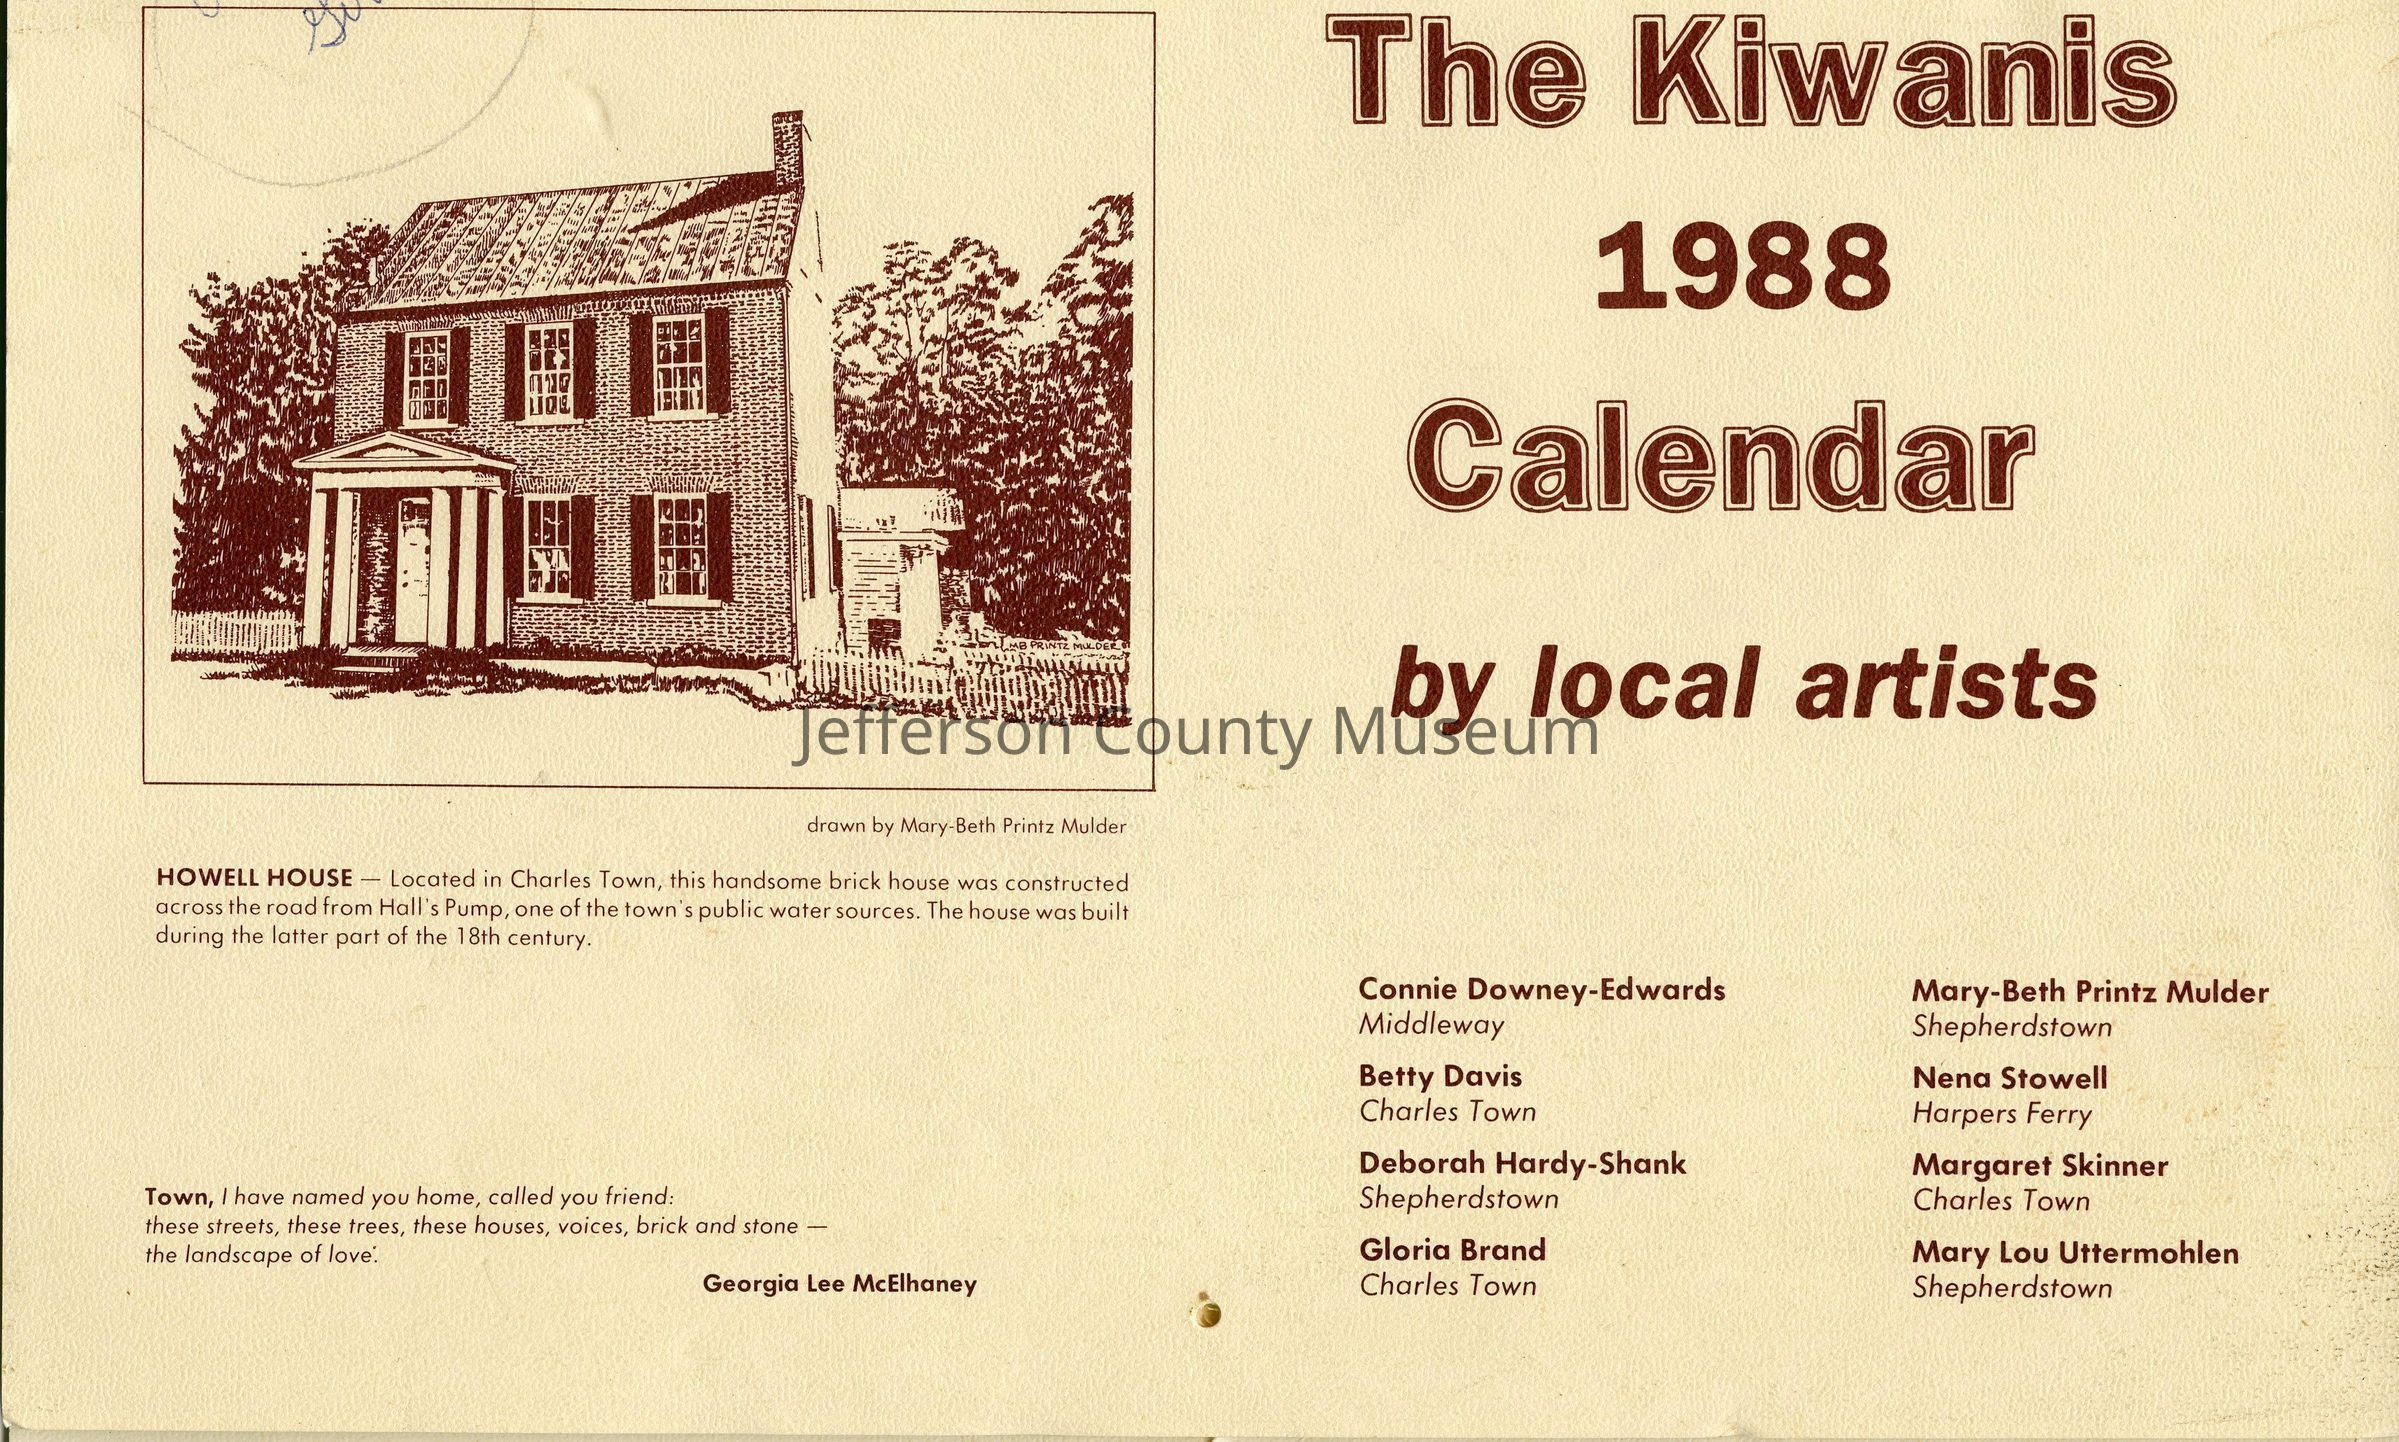 The Kiwanis
1988
Calendar
by local artists
MB PRINTZ MULDER
Jefferson County Museum
drawn by Mary-Beth Printz Mulder
HOWELL HOUSE — Located in Charles Town, this handsome brick house was constructed
across the road from Hall's Pump, one of the town's public water sources. The house was built
during the latter part of the 18th century.
Town, I have named you home, called you friend:
these streets, these trees, these houses, voices, brick and stone —
the landscape of love.'
Georgia Lee McElhaney
Connie Downey-Edwards
Middleway
Betty Davis
Charles Town
Deborah Hardy-Shank
Shepherdstown
Gloria Brand
Charles Town
Mary-Beth Printz Mulder
Shepherdstown
Nena Stowell
Harpers Ferry
Margaret Skinner
Charles Town
Mary Lou Uttermohlen
Shepherdstown